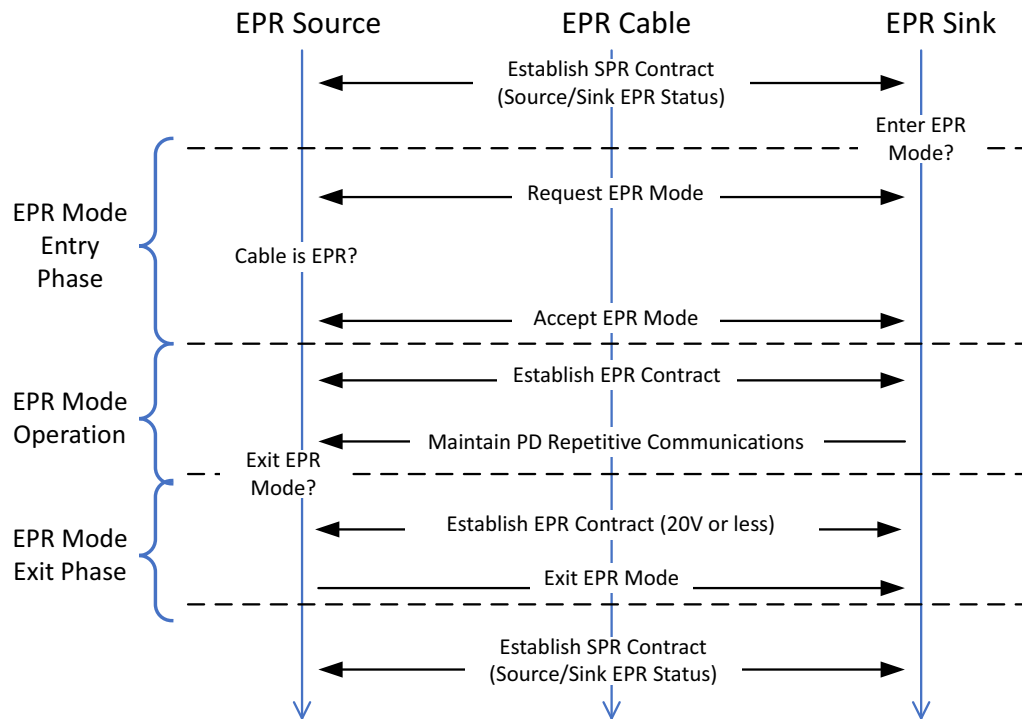 EPR Source
EPR Cable
EPR Sink
Establish SPR Contract
(Source/Sink EPR Status)
Enter EPR
Mode?
EPR Mode
Entry
Phase
Request EPR Mode
Cable is EPR?
Accept EPR Mode
EPR Mode
Operation
Establish EPR Contract
Maintain PD Repetitive Communications
Exit EPR
Mode?
EPR Mode
Exit Phase
Establish EPR Contract (20V or less)
Exit EPR Mode
Establish SPR Contract
(Source/Sink EPR Status)